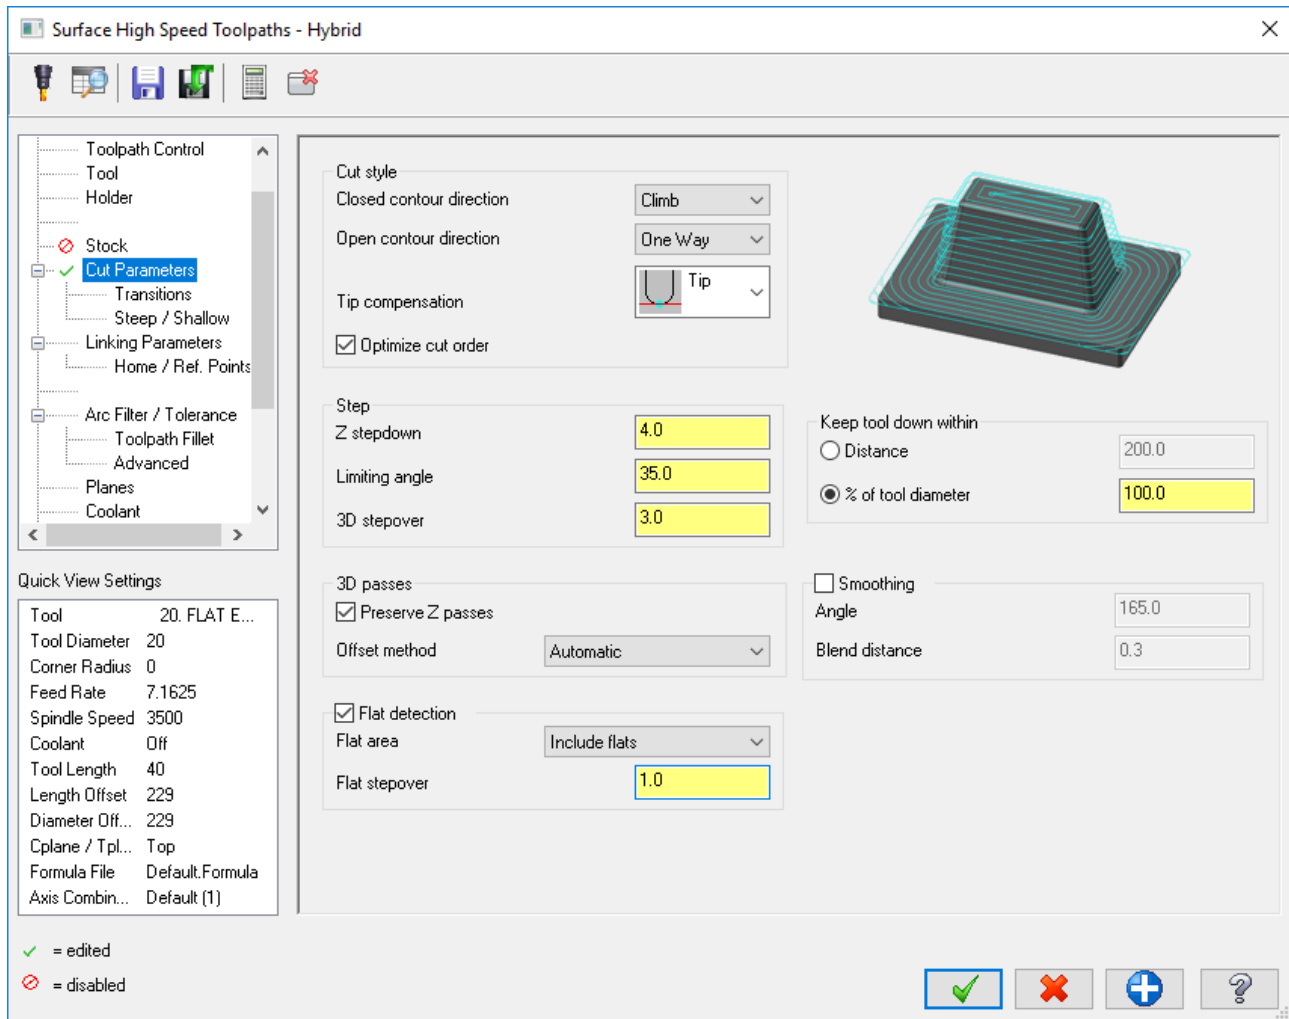 Surface High Speed Toolpaths - Hybrid
Toolpath Control
Tool
Holder
Stock
Cut Parameters
Transitions
Steep / Shallow
Linking Parameters
Home / Ref. Points
Arc Filter / Tolerance
Toolpath Fillet
Advanced
Planes
Coolant
Quick View Settings
Tool 20. FLAT E...
Tool Diameter 20
Corner Radius 0
Feed Rate 7.1625
Spindle Speed 3500
Coolant Off
Tool Length 40
Length Offset 229
Diameter Off... 229
Cplane / Tpl... Top
Formula File Default.Formula
Axis Combin... Default (1)
= edited
= disabled
Cut style
Closed contour direction Climb
Open contour direction One Way
Tip compensation Tip
Optimize cut order
Step
Z stepdown 4.0
Limiting angle 35.0
3D stepover 3.0
Keep tool down within
Distance 200.0
% of tool diameter 100.0
3D passes
Preserve Z passes
Offset method Automatic
Smoothing
Angle 165.0
Blend distance 0.3
Flat detection
Flat area Include flats
Flat stepover 1.0